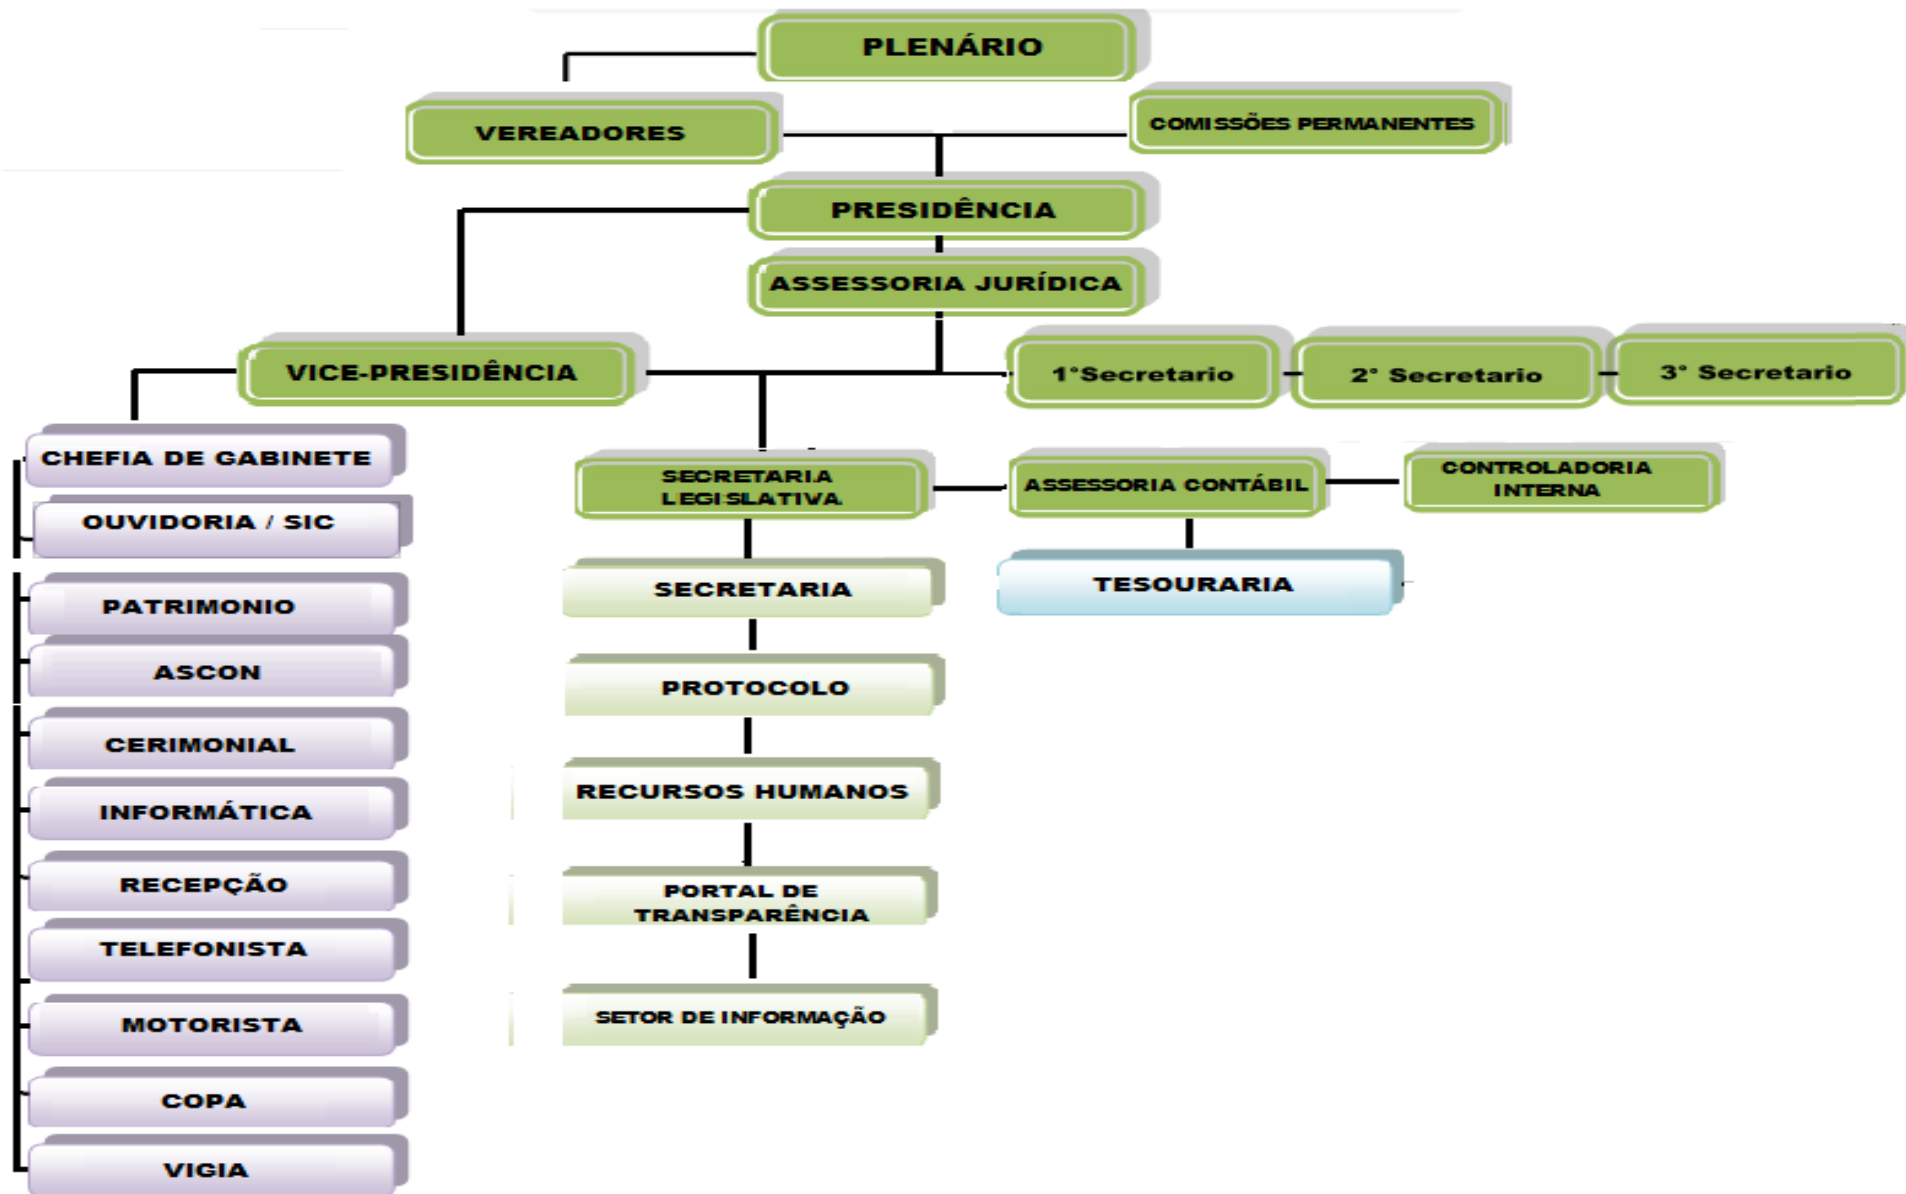 PLENÁRIO
VEREADORES
COMISSÕES PERMANENTES
PRESIDÊNCIA
ASSESSORIA JURÍDICA
VICE-PRESIDÊNCIA
1°Secretario
2° Secretario
3° Secretario
CHEFIA DE GABINETE
OUVIDORIA / SIC
PATRIMONIO
ASCON
CERIMONIAL
INFORMÁTICA
RECEPÇÃO
TELEFONISTA
MOTORISTA
COPA
VIGIA
SECRETARIA
LEGISLATIVA
ASSESSORIA CONTÁBIL
CONTROLADORIA
INTERNA
SECRETARIA
TESOURARIA
PROTOCOLO
RECURSOS HUMANOS
PORTAL DE
TRANSPARÊNCIA
SETOR DE INFORMAÇÃO